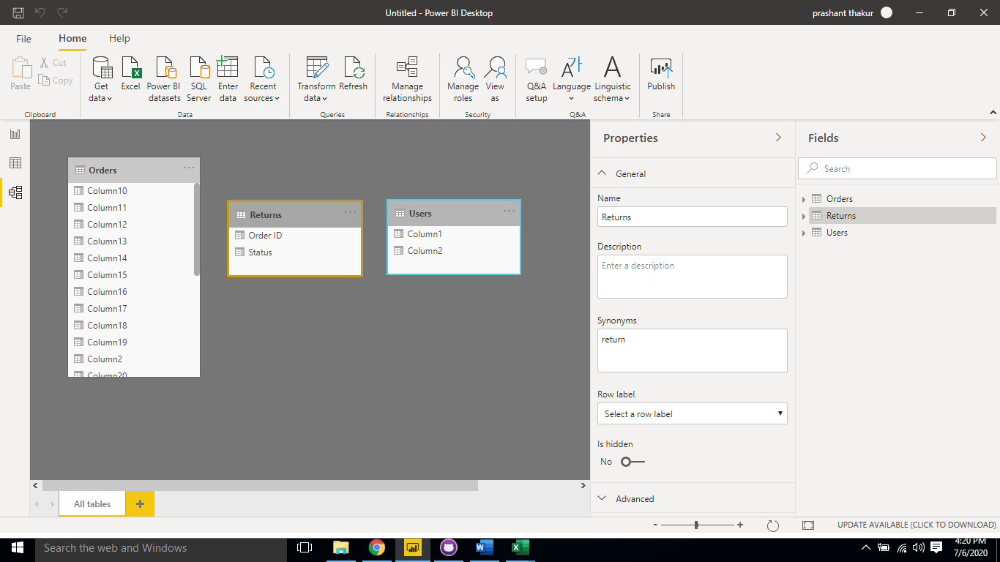 Untitled - Power BI Desktop
prashant thakur
File
Home
Help
Paste
Cut
Copy
Clipboard
Get
data
Excel
Power BI
datasets
SQL
Server
Enter
data
Recent
sources
Data
Transform
data
Refresh
Queries
Manage
relationships
Relationships
Manage
roles
View
as
Security
Q&A
setup
Language
Linguistic
schema
Q&A
Publish
Share
Orders
Column10
Column11
Column12
Column13
Column14
Column15
Column16
Column17
Column18
Column19
Column2
Column20
Returns
Order ID
Status
Users
Column1
Column2
Properties
General
Name
Returns
Description
Enter a description
Synonyms
return
Row label
Select a row label
Is hidden
No
Advanced
Fields
Search
Orders
Returns
Users
All tables
UPDATE AVAILABLE (CLICK TO DOWNLOAD)
Search the web and Windows
4:20 PM
7/6/2020